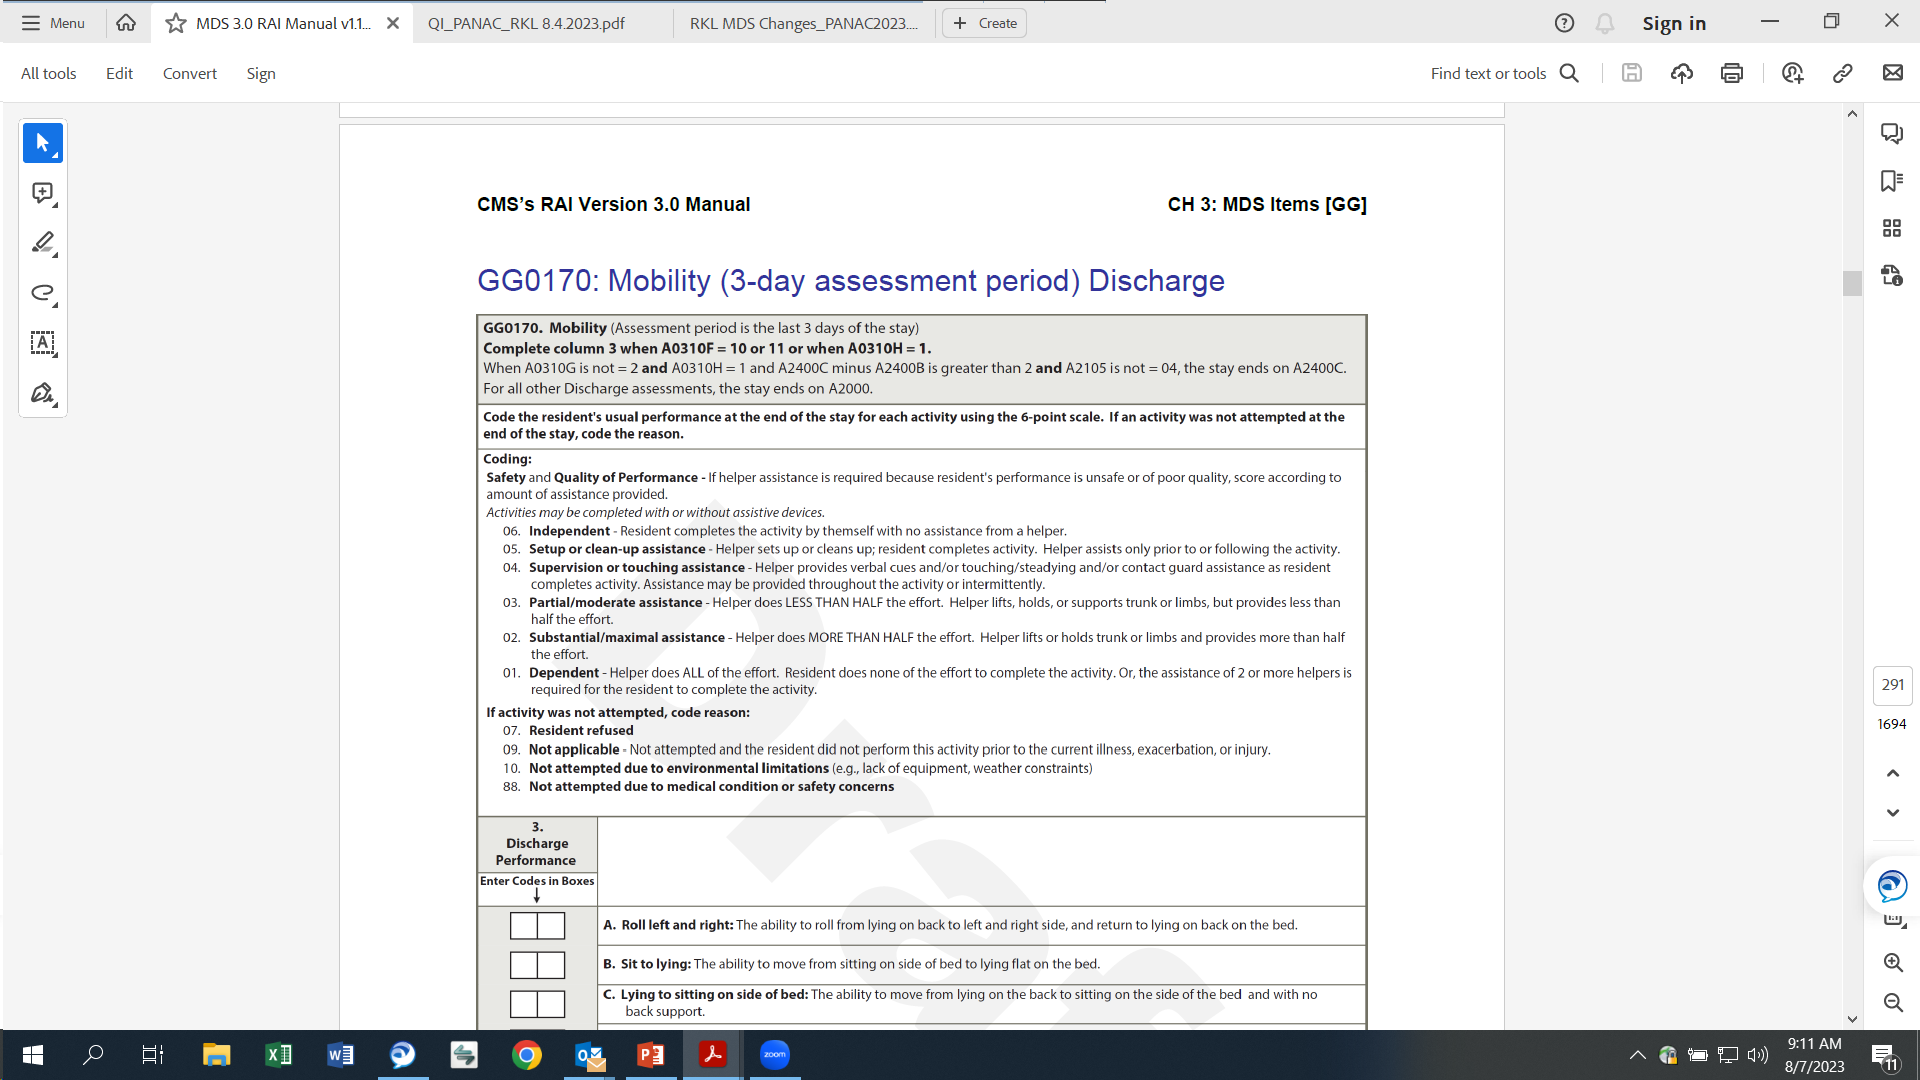 Menu
MDS 3.0 RAI Manual v1.1...
QI_PANAC_RKL 8.4.2023.pdf
RKL MDS Changes_PANAC2023....
Create
Sign in
All tools
Edit
Convert
Sign
Find text or tools
CMS's RAI Version 3.0 Manual
CH 3: MDS Items [GG]
GG0170: Mobility (3-day assessment period) Discharge
GG0170. Mobility (Assessment period is the last 3 days of the stay)
Complete column 3 when A0310F = 10 or 11 or when A0310H = 1.
When A0310G is not = 2 and A0310H = 1 and A2400C minus A2400B is greater than 2 and A2105 is not = 04, the stay ends on A2400C.
For all other Discharge assessments, the stay ends on A2000.
Code the resident's usual performance at the end of the stay for each activity using the 6-point scale. If an activity was not attempted at the
end of the stay, code the reason.
Coding:
Safety and Quality of Performance - If helper assistance is required because resident's performance is unsafe or of poor quality, score according to
amount of assistance provided.
Activities may be completed with or without assistive devices.
06. Independent - Resident completes the activity by themself with no assistance from a helper.
05. Setup or clean-up assistance - Helper sets up or cleans up; resident completes activity. Helper assists only prior to or following the activity.
04. Supervision or touching assistance - Helper provides verbal cues and/or touching/steadying and/or contact guard assistance as resident
completes activity. Assistance may be provided throughout the activity or intermittently.
03. Partial/moderate assistance - Helper does LESS THAN HALF the effort. Helper lifts, holds, or supports trunk or limbs, but provides less than
half the effort.
02. Substantial/maximal assistance - Helper does MORE THAN HALF the effort. Helper lifts or holds trunk or limbs and provides more than half
the effort.
01. Dependent - Helper does ALL of the effort. Resident does none of the effort to complete the activity. Or, the assistance of 2 or more helpers is
required for the resident to complete the activity.
If activity was not attempted, code reason:
07. Resident refused
09. Not applicable - Not attempted and the resident did not perform this activity prior to the current illness, exacerbation, or injury.
10. Not attempted due to environmental limitations (e.g., lack of equipment, weather constraints)
88. Not attempted due to medical condition or safety concerns
3.
Discharge
Performance
Enter Codes in Boxes
A. Roll left and right: The ability to roll from lying on back to left and right side, and return to lying on back on the bed.
B. Sit to lying: The ability to move from sitting on side of bed to lying flat on the bed.
C. Lying to sitting on side of bed: The ability to move from lying on the back to sitting on the side of the bed and with no
back support.
291
1694
zoom
9:11 AM
8/7/2023
11